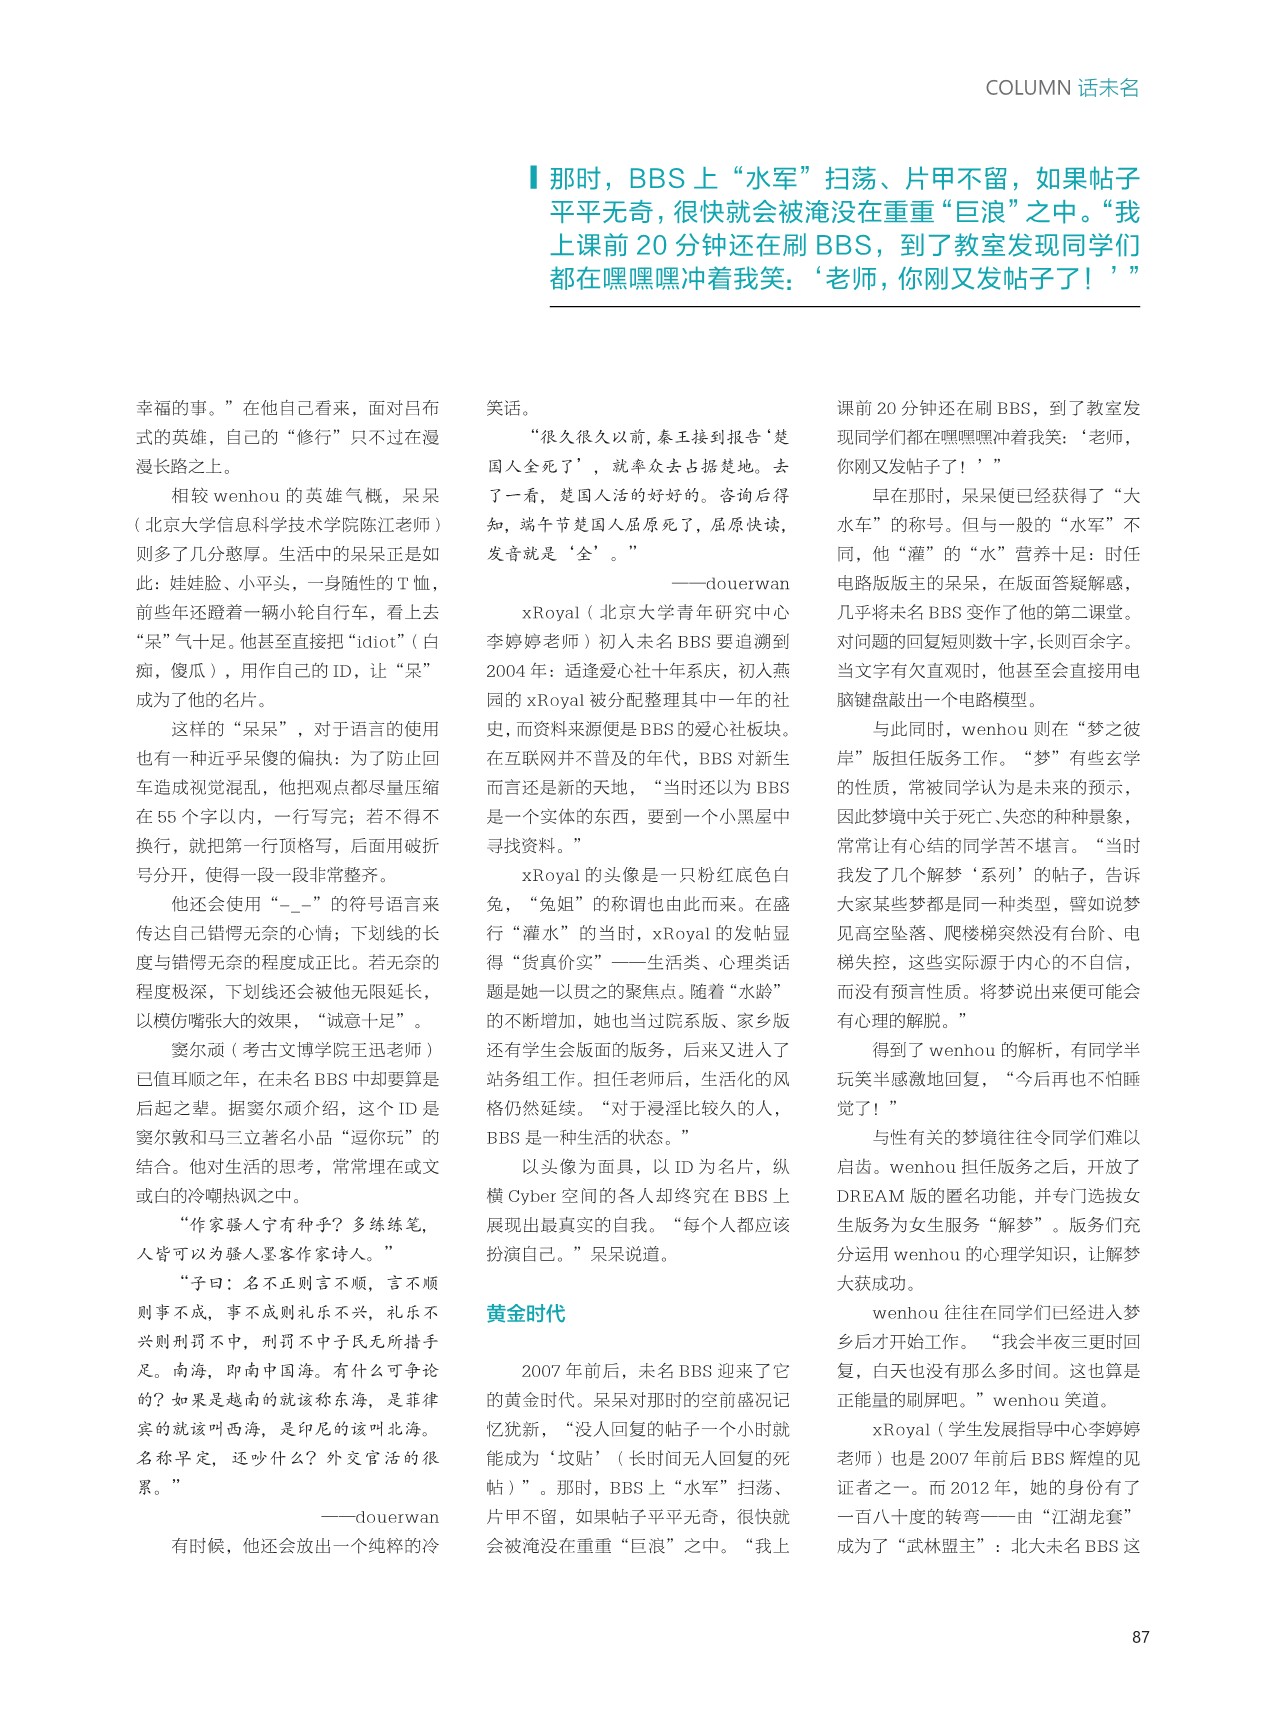 COLUMN 话未名
那时，BBS 上“水军”扫荡、片甲不留，如果帖子
平平无奇，很快就会被淹没在重重“巨浪”之中。“我
上课前 20 分钟还在刷 BBS，到了教室发现同学们
都在嘿嘿嘿冲着我笑：‘老师，你刚又发帖子了！’”
幸福的事。”在他自己看来，面对吕布
式的英雄，自己的“修行”只不过在漫
漫长路之上。
相较 wenhou 的英雄气概，呆呆
（北京大学信息科学技术学院陈江老师）
则多了几分憨厚。生活中的呆呆正是如
此：娃娃脸、小平头，一身随性的 T 恤，
前些年还蹬着一辆小轮自行车，看上去
“呆”气十足。他甚至直接把“idiot”（白
痴，傻瓜），用作自己的 ID，让“呆”
成为了他的名片。
这样的“呆呆”，对于语言的使用
也有一种近乎呆傻的偏执：为了防止回
车造成视觉混乱，他把观点都尽量压缩
在 55 个字以内，一行写完；若不得不
换行，就把第一行顶格写，后面用破折
号分开，使得一段一段非常整齐。
他还会使用“-_-”的符号语言来
传达自己错愕无奈的心情；下划线的长
度与错愕无奈的程度成正比。若无奈的
程度极深，下划线还会被他无限延长，
以模仿嘴张大的效果，“诚意十足”。
窦尔顽（考古文博学院王迅老师）
已值耳顺之年，在未名 BBS 中却要算是
后起之辈。据窦尔顽介绍，这个 ID 是
窦尔敦和马三立著名小品“逗你玩”的
结合。他对生活的思考，常常埋在或文
或白的冷嘲热讽之中。
“作家骚人宁有种乎？多练练笔，
人皆可以为骚人墨客作家诗人。”
“子曰：名不正则言不顺，言不顺
则事不成，事不成则礼乐不兴，礼乐不
兴则刑罚不中，刑罚不中子民无所措手
足。南海，即南中国海。有什么可争论
的？如果是越南的就该称东海，是菲律
宾的就该叫西海，是印尼的该叫北海。
名称早定，还吵什么？外交官活的很
累。”
——douerwan
有时候，他还会放出一个纯粹的冷
笑话。
“很久很久以前，秦王接到报告‘楚
国人全死了’，就率众去占据楚地。去
了一看，楚国人活的好好的。咨询后得
知，端午节楚国人屈原死了，屈原快读，
发音就是‘全’。”
——douerwan
xRoyal（北京大学青年研究中心
李婷婷老师）初入未名 BBS 要追溯到
2004 年：适逢爱心社十年系庆，初入燕
园的 xRoyal 被分配整理其中一年的社
史，而资料来源便是 BBS 的爱心社板块。
在互联网并不普及的年代，BBS 对新生
而言还是新的天地，“当时还以为 BBS
是一个实体的东西，要到一个小黑屋中
寻找资料。”
xRoyal 的头像是一只粉红底色白
兔，“兔姐”的称谓也由此而来。在盛
行“灌水”的当时，xRoyal 的发帖显
得“货真价实”——生活类、心理类话
题是她一以贯之的聚焦点。随着“水龄”
的不断增加，她也当过院系版、家乡版
还有学生会版面的版务，后来又进入了
站务组工作。担任老师后，生活化的风
格仍然延续。“对于浸淫比较久的人，
BBS 是一种生活的状态。”
以头像为面具，以 ID 为名片，纵
横 Cyber 空间的各人却终究在 BBS 上
展现出最真实的自我。“每个人都应该
扮演自己。”呆呆说道。
黄金时代
2007 年前后，未名 BBS 迎来了它
的黄金时代。呆呆对那时的空前盛况记
忆犹新，“没人回复的帖子一个小时就
能成为‘坟贴’（长时间无人回复的死
帖）”。那时，BBS 上“水军”扫荡、
片甲不留，如果帖子平平无奇，很快就
会被淹没在重重“巨浪”之中。“我上
课前 20 分钟还在刷 BBS，到了教室发
现同学们都在嘿嘿嘿冲着我笑：‘老师，
你刚又发帖子了！’”
早在那时，呆呆便已经获得了“大
水车”的称号。但与一般的“水军”不
同，他“灌”的“水”营养十足：时任
电路版版主的呆呆，在版面答疑解惑，
几乎将未名 BBS 变作了他的第二课堂。
对问题的回复短则数十字，长则百余字。
当文字有欠直观时，他甚至会直接用电
脑键盘敲出一个电路模型。
与此同时，wenhou 则在“梦之彼
岸”版担任版务工作。“梦”有些玄学
的性质，常被同学认为是未来的预示，
因此梦境中关于死亡、失恋的种种景象，
常常让有心结的同学苦不堪言。“当时
我发了几个解梦‘系列’的帖子，告诉
大家某些梦都是同一种类型，譬如说梦
见高空坠落、爬楼梯突然没有台阶、电
梯失控，这些实际源于内心的不自信，
而没有预言性质。将梦说出来便可能会
有心理的解脱。”
得到了 wenhou 的解析，有同学半
玩笑半感激地回复，“今后再也不怕睡
觉了！”
与性有关的梦境往往令同学们难以
启齿。wenhou 担任版务之后，开放了
DREAM 版的匿名功能，并专门选拔女
生版务为女生服务“解梦”。版务们充
分运用 wenhou 的心理学知识，让解梦
大获成功。
wenhou 往往在同学们已经进入梦
乡后才开始工作。“我会半夜三更时回
复，白天也没有那么多时间。这也算是
正能量的刷屏吧。”wenhou 笑道。
xRoyal（学生发展指导中心李婷婷
老师）也是 2007 年前后 BBS 辉煌的见
证者之一。而 2012 年，她的身份有了
一百八十度的转弯——由“江湖龙套”
成为了“武林盟主”：北大未名 BBS 这
87